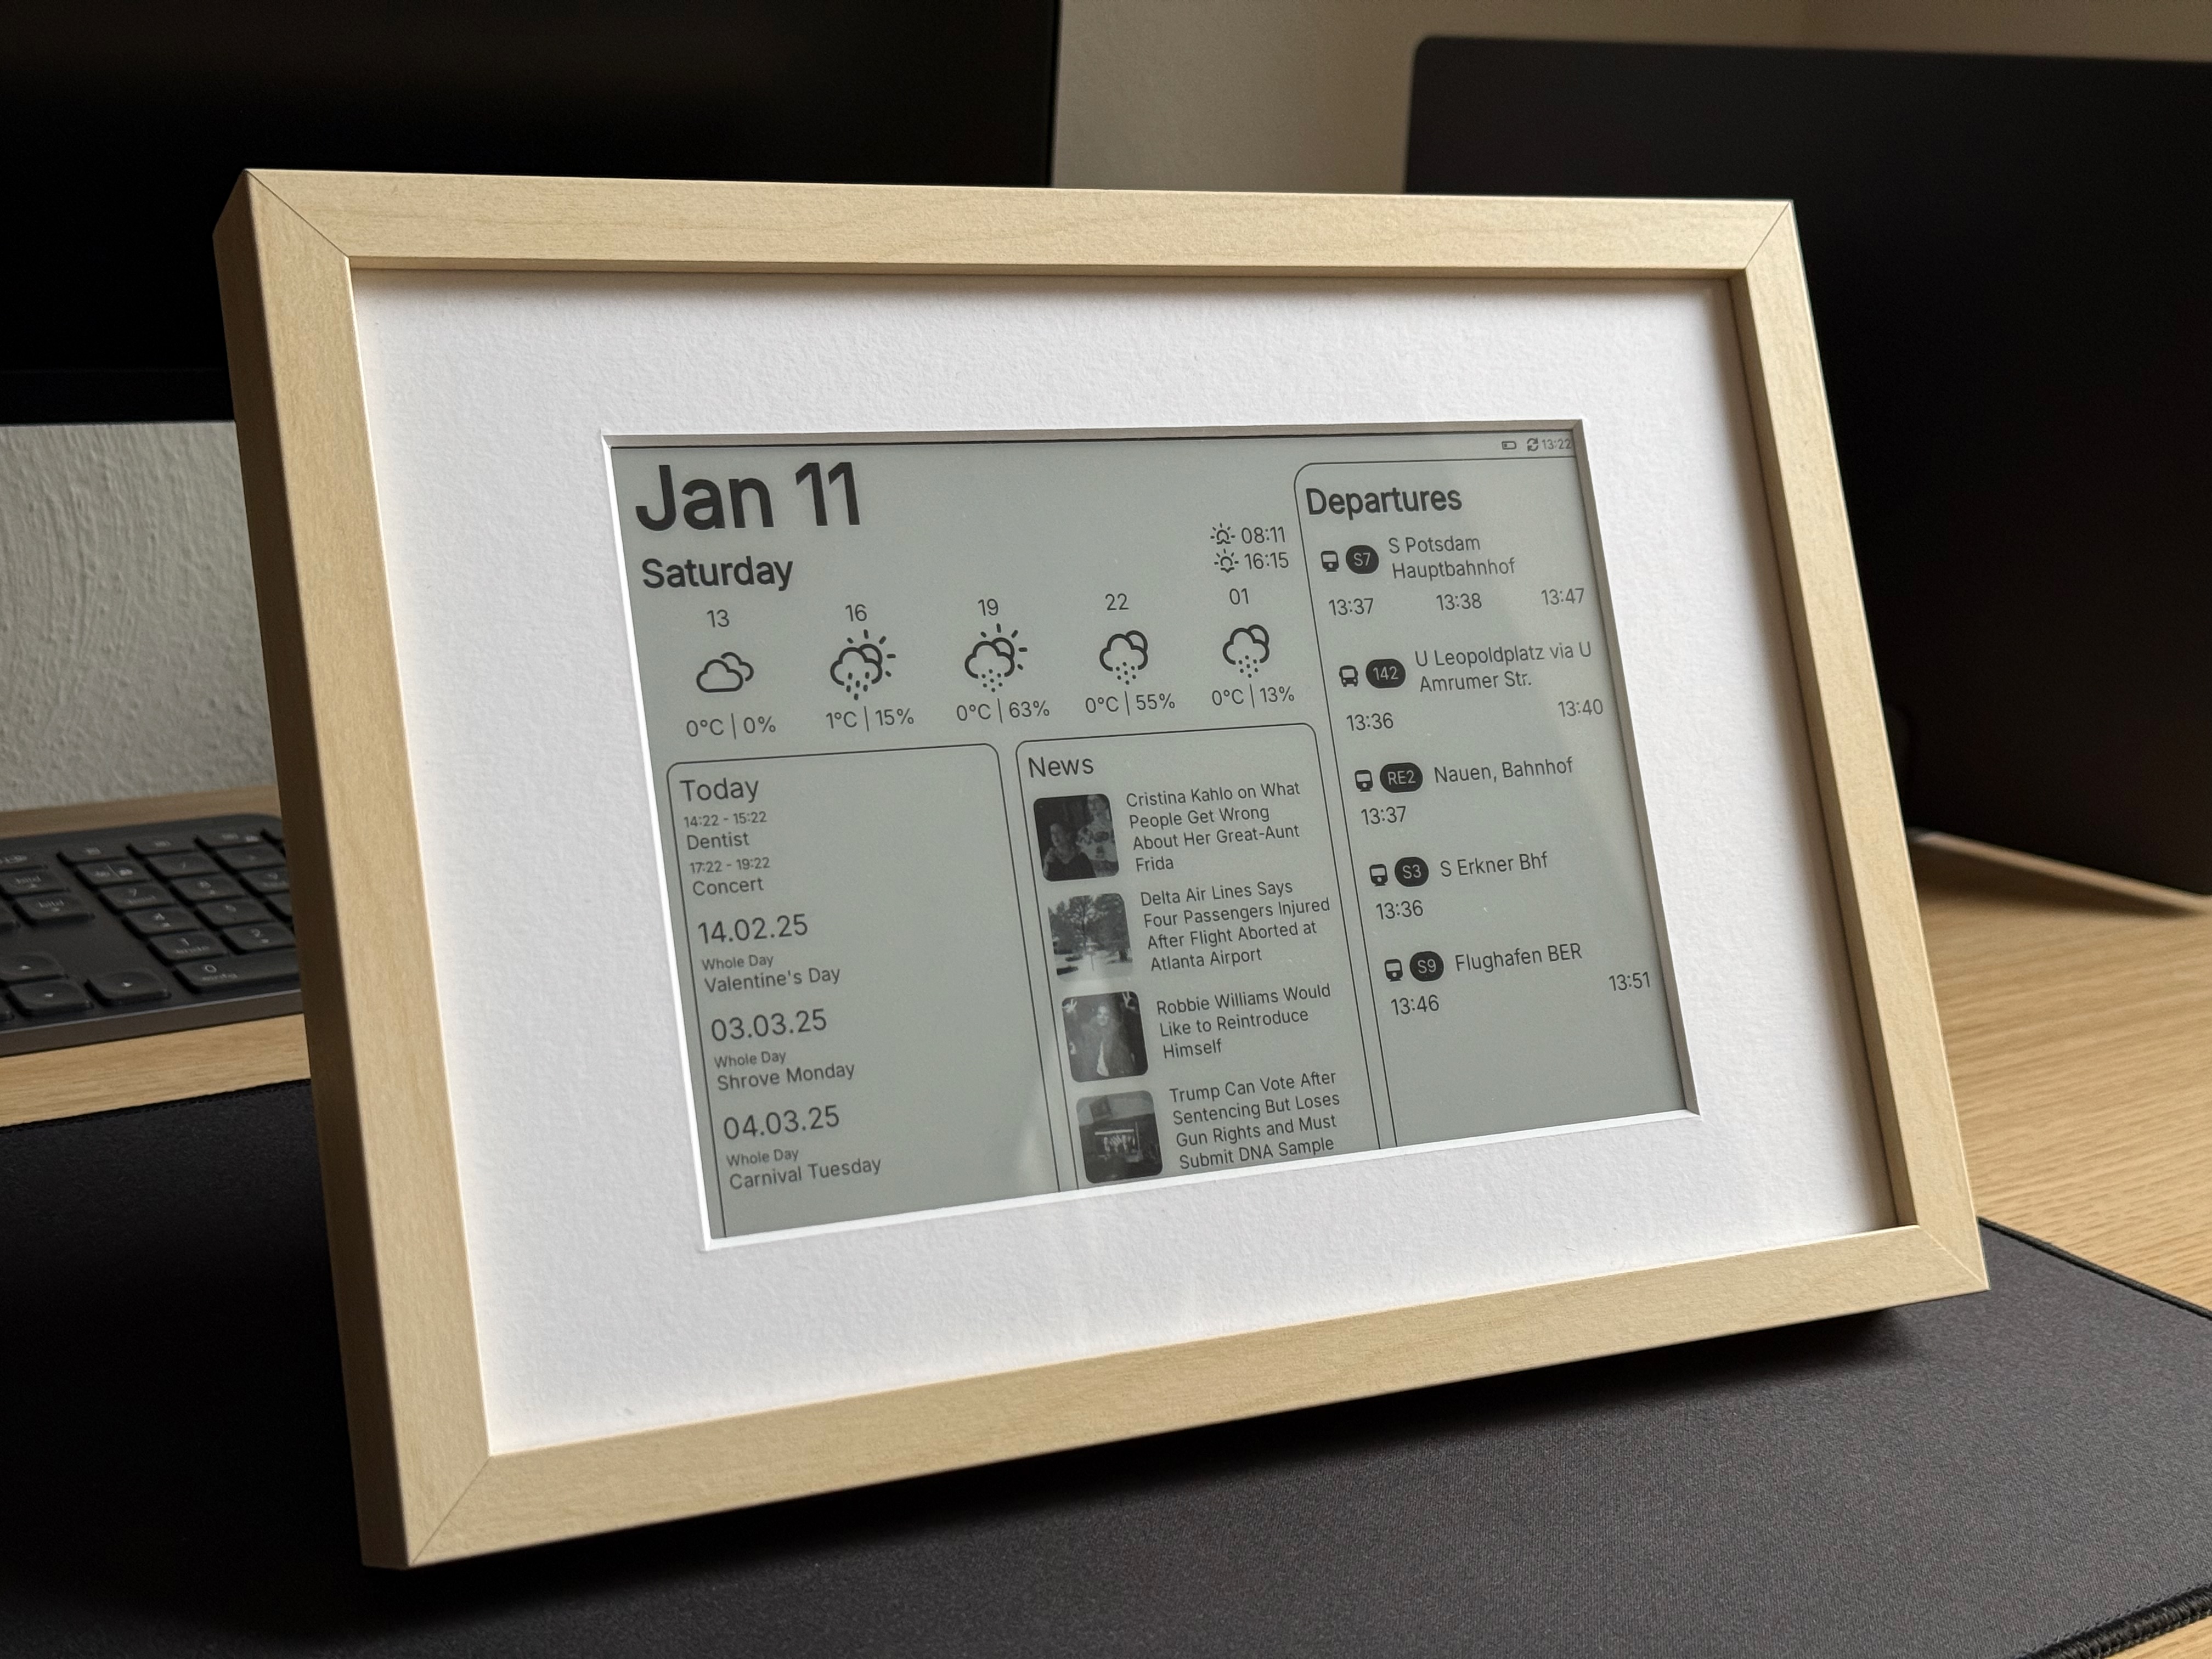 13:22
Jan 11
Saturday
08:11
16:15
13
16
19
22
01
0°C | 0%
1°C | 15%
0°C | 63%
0°C | 55%
0°C | 13%
Today
14:22 - 15:22
Dentist
17:22 - 19:22
Concert
14.02.25
Whole Day
Valentine's Day
03.03.25
Whole Day
Shrove Monday
04.03.25
Whole Day
Carnival Tuesday
News
Cristina Kahlo on What
People Get Wrong
About Her Great-Aunt
Frida
Delta Air Lines Says
Four Passengers Injured
After Flight Aborted at
Atlanta Airport
Robbie Williams Would
Like to Reintroduce
Himself
Trump Can Vote After
Sentencing But Loses
Gun Rights and Must
Submit DNA Sample
Departures
S7 S Potsdam
Hauptbahnhof
13:37 13:38 13:47
142 U Leopoldplatz via U
Amrumer Str.
13:36 13:40
RE2 Nauen, Bahnhof
13:37
S3 S Erkner Bhf
13:36
S9 Flughafen BER
13:46 13:51